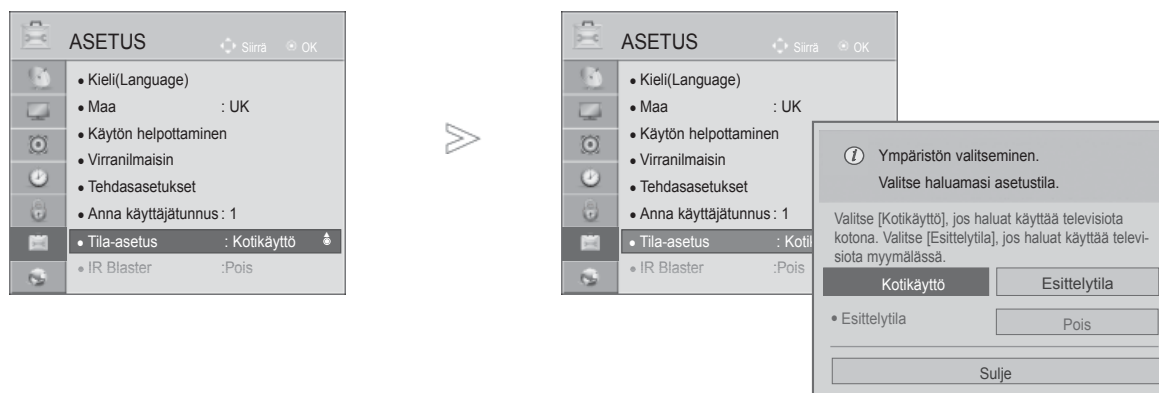 ASETUS Siirrä OK
• Kieli(Language)
• Maa : UK
• Käytön helpottaminen
• Virranilmaisin
• Tehdasasetukset
• Anna käyttäjätunnus : 1
• Tila-asetus : Kotikäyttö
• IR Blaster :Pois
ASETUS Siirrä OK
• Kieli(Language)
• Maa : UK
• Käytön helpottaminen
• Virranilmaisin
• Tehdasasetukset
• Anna käyttäjätunnus : 1
• Tila-asetus : Koti
• IR Blaster :Pois
Ympäristön valitseminen.
Valitse haluamasi asetustila.
Valitse [Kotikäyttö], jos haluat käyttää televisiota
kotona. Valitse [Esittelytila], jos haluat käyttää televi-
siota myymälässä.
Kotikäyttö Esittelytila
• Esittelytila Pois
Sulje